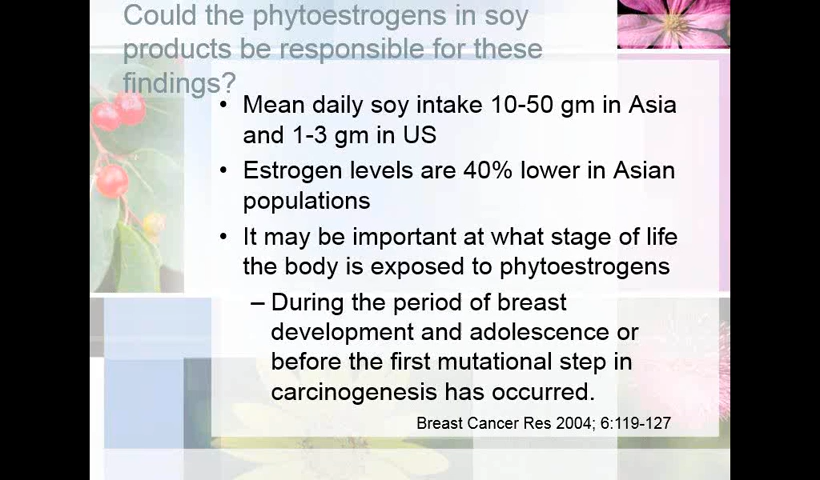 Could the phytoestrogens in soy
products be responsible for these
findings?
• Mean daily soy intake 10-50 gm in Asia
and 1-3 gm in US
• Estrogen levels are 40% lower in Asian
populations
• It may be important at what stage of life
the body is exposed to phytoestrogens
– During the period of breast
development and adolescence or
before the first mutational step in
carcinogenesis has occurred.
Breast Cancer Res 2004; 6:119-127